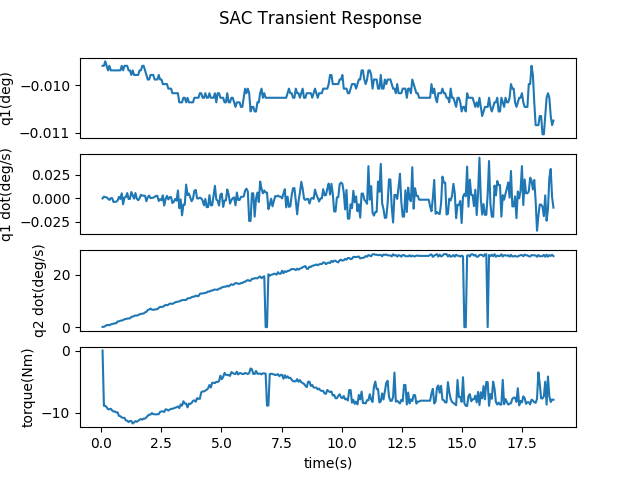 SAC Transient Response
q1(deg)
−0.010
−0.011
q1 dot(deg/s)
0.025
0.000
−0.025
q2 dot(deg/s)
20
0
torque(Nm)
0
−10
0.0 2.5 5.0 7.5 10.0 12.5 15.0 17.5
time(s)